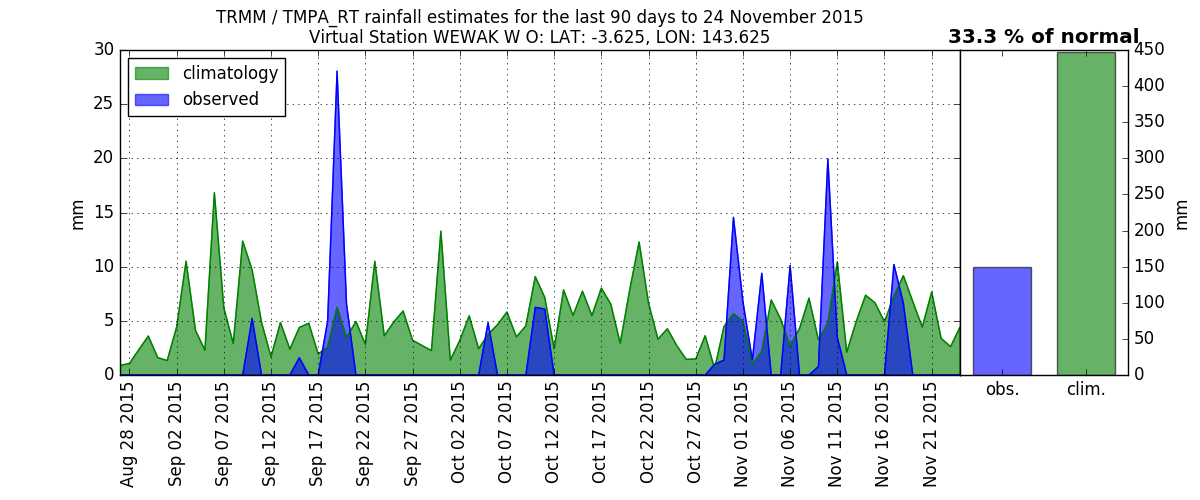 TRMM / TMPA_RT rainfall estimates for the last 90 days to 24 November 2015
Virtual Station WEWAK W O: LAT: -3.625, LON: 143.625
33.3 % of normal
climatology
observed
30
25
20
15
10
5
0
mm
450
400
350
300
250
200
150
100
50
0
mm
Aug 28 2015
Sep 02 2015
Sep 07 2015
Sep 12 2015
Sep 17 2015
Sep 22 2015
Sep 27 2015
Oct 02 2015
Oct 07 2015
Oct 12 2015
Oct 17 2015
Oct 22 2015
Oct 27 2015
Nov 01 2015
Nov 06 2015
Nov 11 2015
Nov 16 2015
Nov 21 2015
obs.
clim.